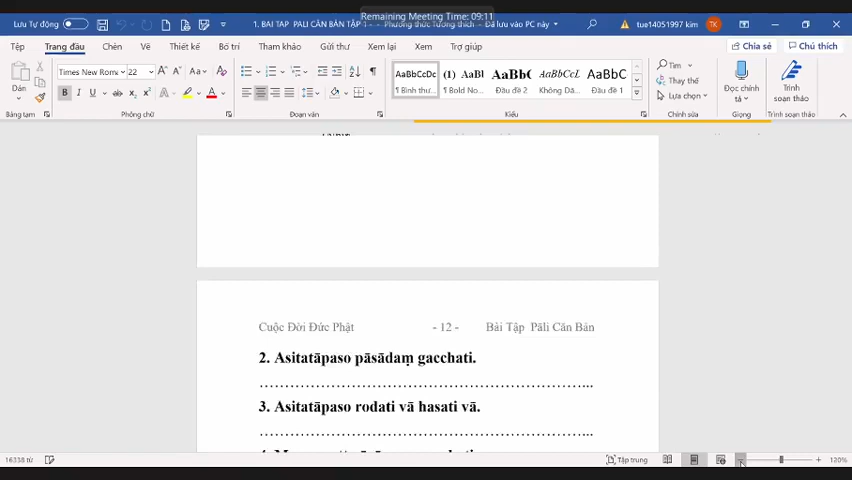 Remaining Meeting Time: 09:11
Lưu Tự động
1. BAI TAP PALI CĂN BẢN TẬP 1 - Phương thức Tương thích • Đã lưu vào PC này
tue14051997 kim TK
Tệp Trang đầu Chèn Vẽ Thiết kế Bố trí Tham khảo Gửi thư Xem lại Xem Trợ giúp Chia sẻ Chú thích
Times New Roma 22 Aa
AaBbCcDc (1) AaBl AaBbC AaBbCcL AaBbC
Tìm
Dán
Thay thế
Đọc chính tả
Trình soạn thảo
B I U ab x₂ x² A A
¶ Bình thư... ¶ Bold No... Đầu đề 2 Không Dã... Đầu đề 1
Lựa chọn
Bảng tạm Phông chữ Đoạn văn Kiểu Chỉnh sửa Giọng Trình soạn thảo
Cuộc Đời Đức Phật - 12 - Bài Tập Pāli Căn Bản
2. Asitatāpaso pāsādaṃ gacchati.
…………………………………………………………...
3. Asitatāpaso rodati vā hasati vā.
…………………………………………………………...
16338 từ Tập trung 120%